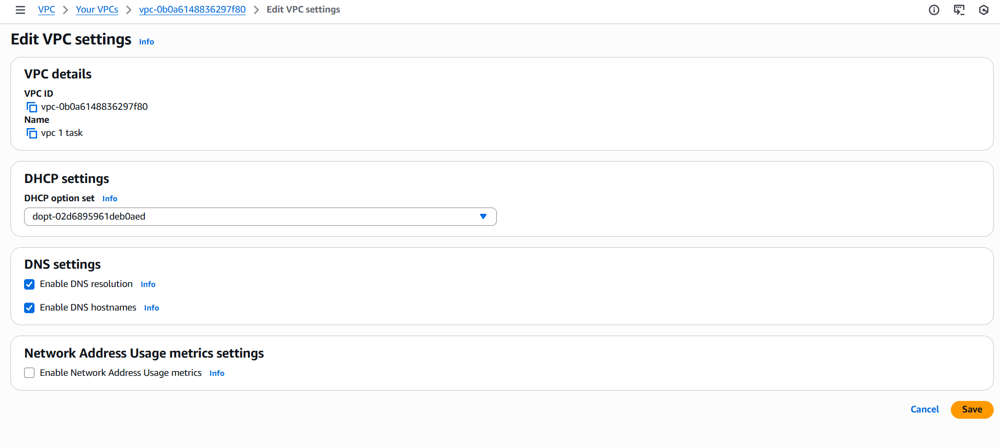 VPC > Your VPCs > vpc-0b0a6148836297f80 > Edit VPC settings
Edit VPC settings Info
VPC details
VPC ID
vpc-0b0a6148836297f80
Name
vpc 1 task
DHCP settings
DHCP option set Info
dopt-02d6895961deb0aed
DNS settings
Enable DNS resolution Info
Enable DNS hostnames Info
Network Address Usage metrics settings
Enable Network Address Usage metrics Info
Cancel Save